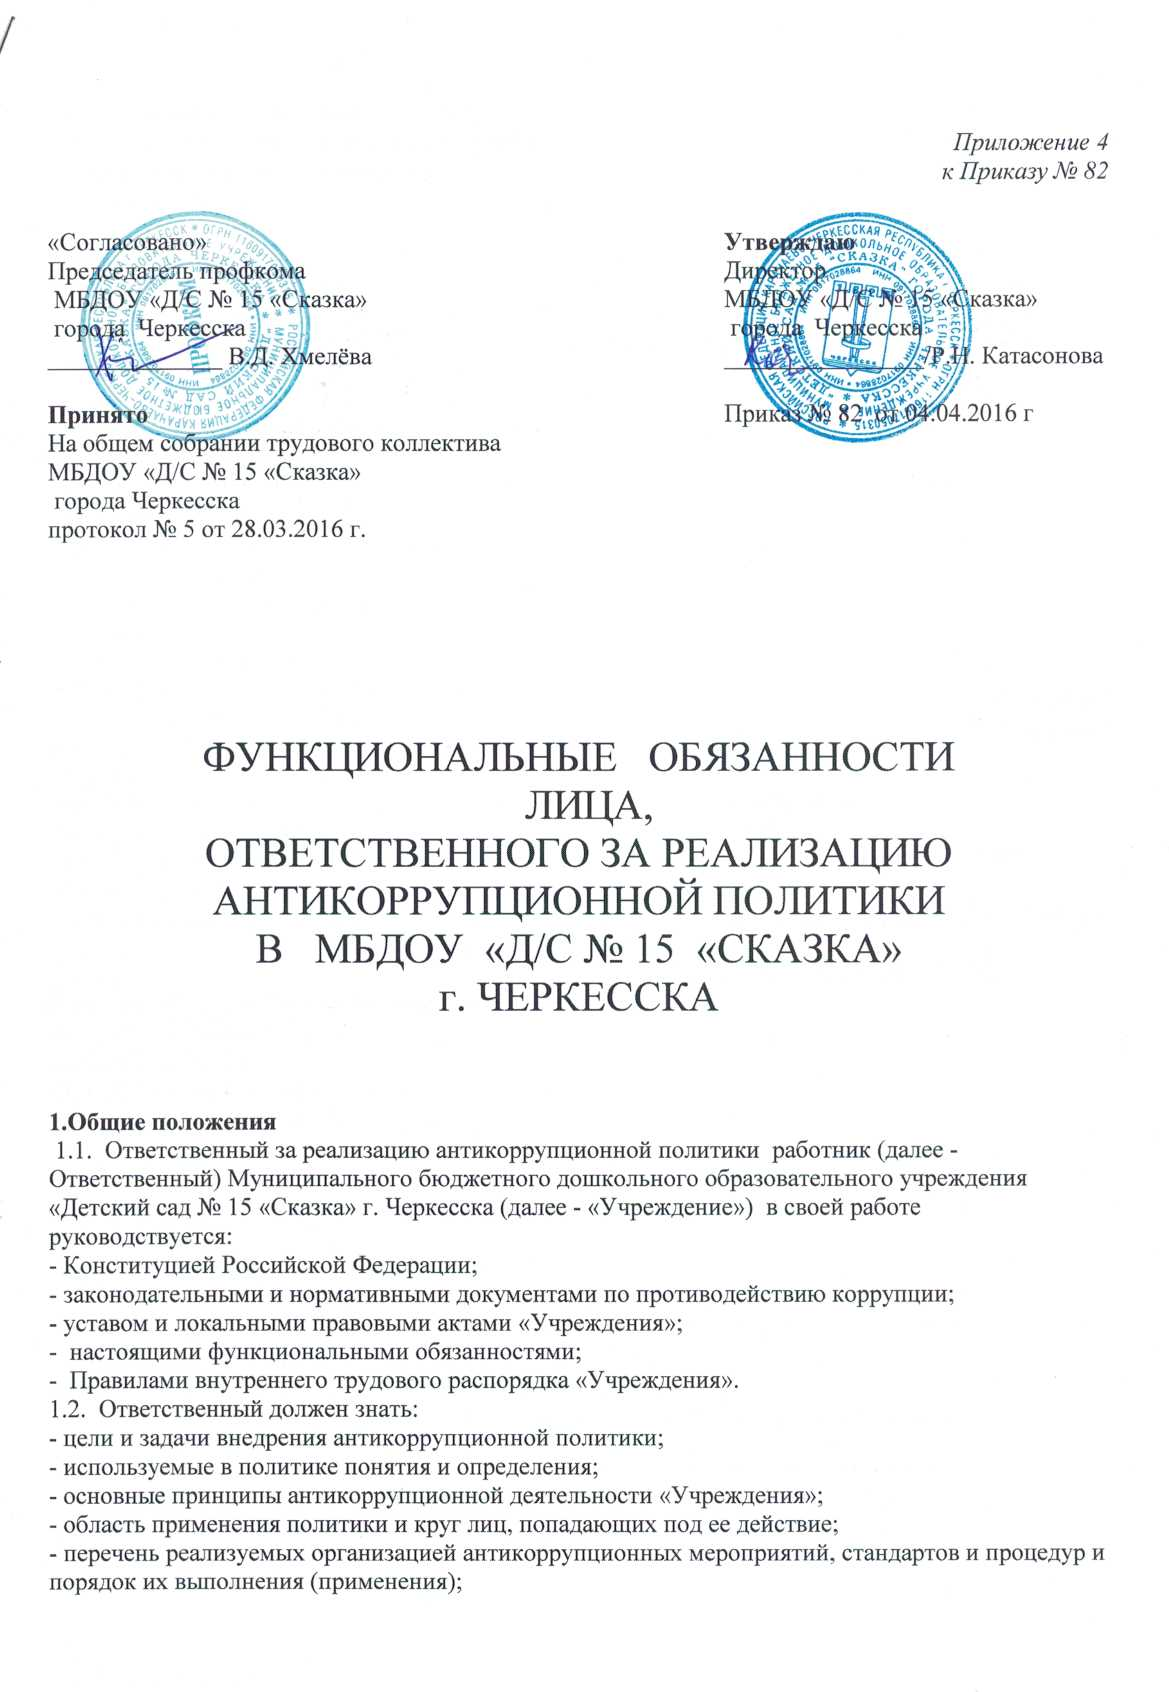 Приложение 4
к Приказу № 82
«Согласовано»
Председатель профкома
МБДОУ «Д/С № 15 «Сказка»
города Черкесска
______________ В.Д. Хмелёва
Принято
На общем собрании трудового коллектива
МБДОУ «Д/С № 15 «Сказка»
города Черкесска
протокол № 5 от 28.03.2016 г.
Утверждаю
Директор
МБДОУ «Д/С № 15 «Сказка»
города Черкесска
________________/Р.Н. Катасонова
Приказ № 82 от 04.04.2016 г
ФУНКЦИОНАЛЬНЫЕ ОБЯЗАННОСТИ
ЛИЦА,
ОТВЕТСТВЕННОГО ЗА РЕАЛИЗАЦИЮ
АНТИКОРРУПЦИОННОЙ ПОЛИТИКИ
В МБДОУ «Д/С № 15 «СКАЗКА»
г. ЧЕРКЕССКА
1.Общие положения
1.1. Ответственный за реализацию антикоррупционной политики работник (далее -
Ответственный) Муниципального бюджетного дошкольного образовательного учреждения
«Детский сад № 15 «Сказка» г. Черкесска (далее - «Учреждение») в своей работе
руководствуется:
- Конституцией Российской Федерации;
- законодательными и нормативными документами по противодействию коррупции;
- уставом и локальными правовыми актами «Учреждения»;
- настоящими функциональными обязанностями;
- Правилами внутреннего трудового распорядка «Учреждения».
1.2. Ответственный должен знать:
- цели и задачи внедрения антикоррупционной политики;
- используемые в политике понятия и определения;
- основные принципы антикоррупционной деятельности «Учреждения»;
- область применения политики и круг лиц, попадающих под ее действие;
- перечень реализуемых организацией антикоррупционных мероприятий, стандартов и процедур и
порядок их выполнения (применения);